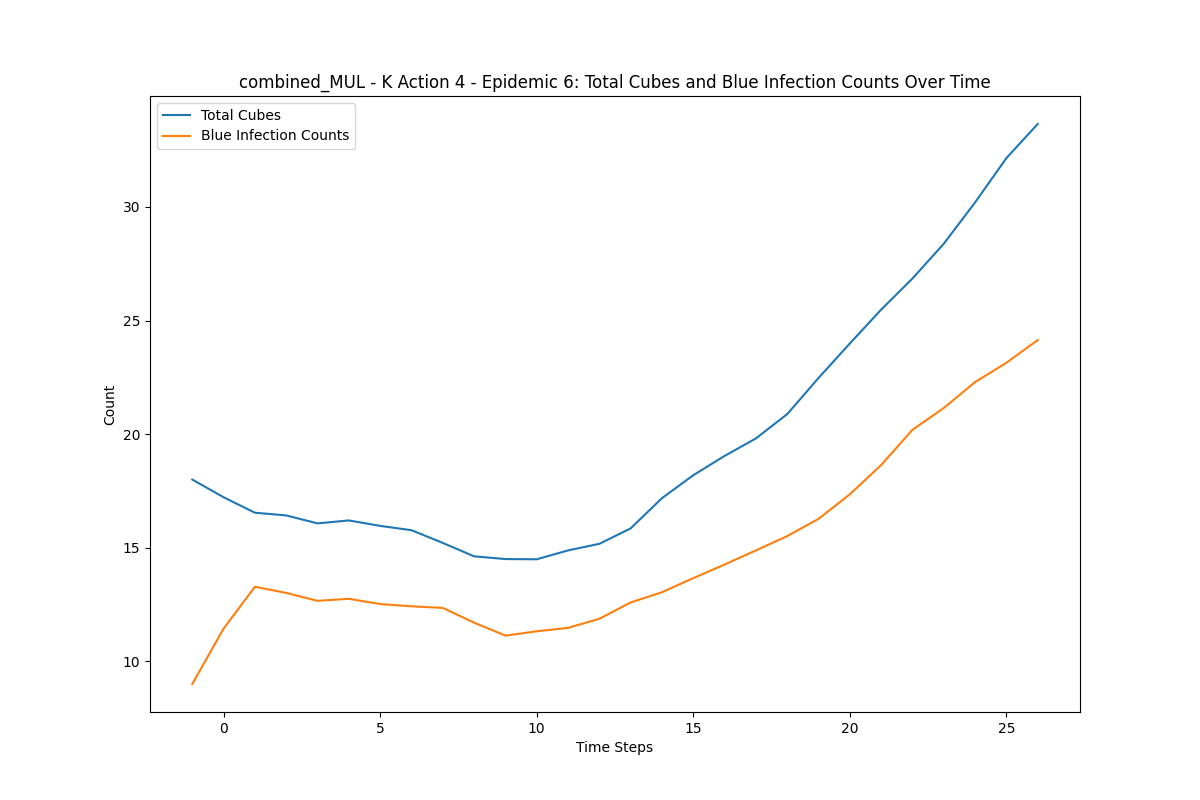 combined_MUL - K Action 4 - Epidemic 6: Total Cubes and Blue Infection Counts Over Time
Total Cubes
Blue Infection Counts
30
25
20
15
10
Count
0 5 10 15 20 25
Time Steps